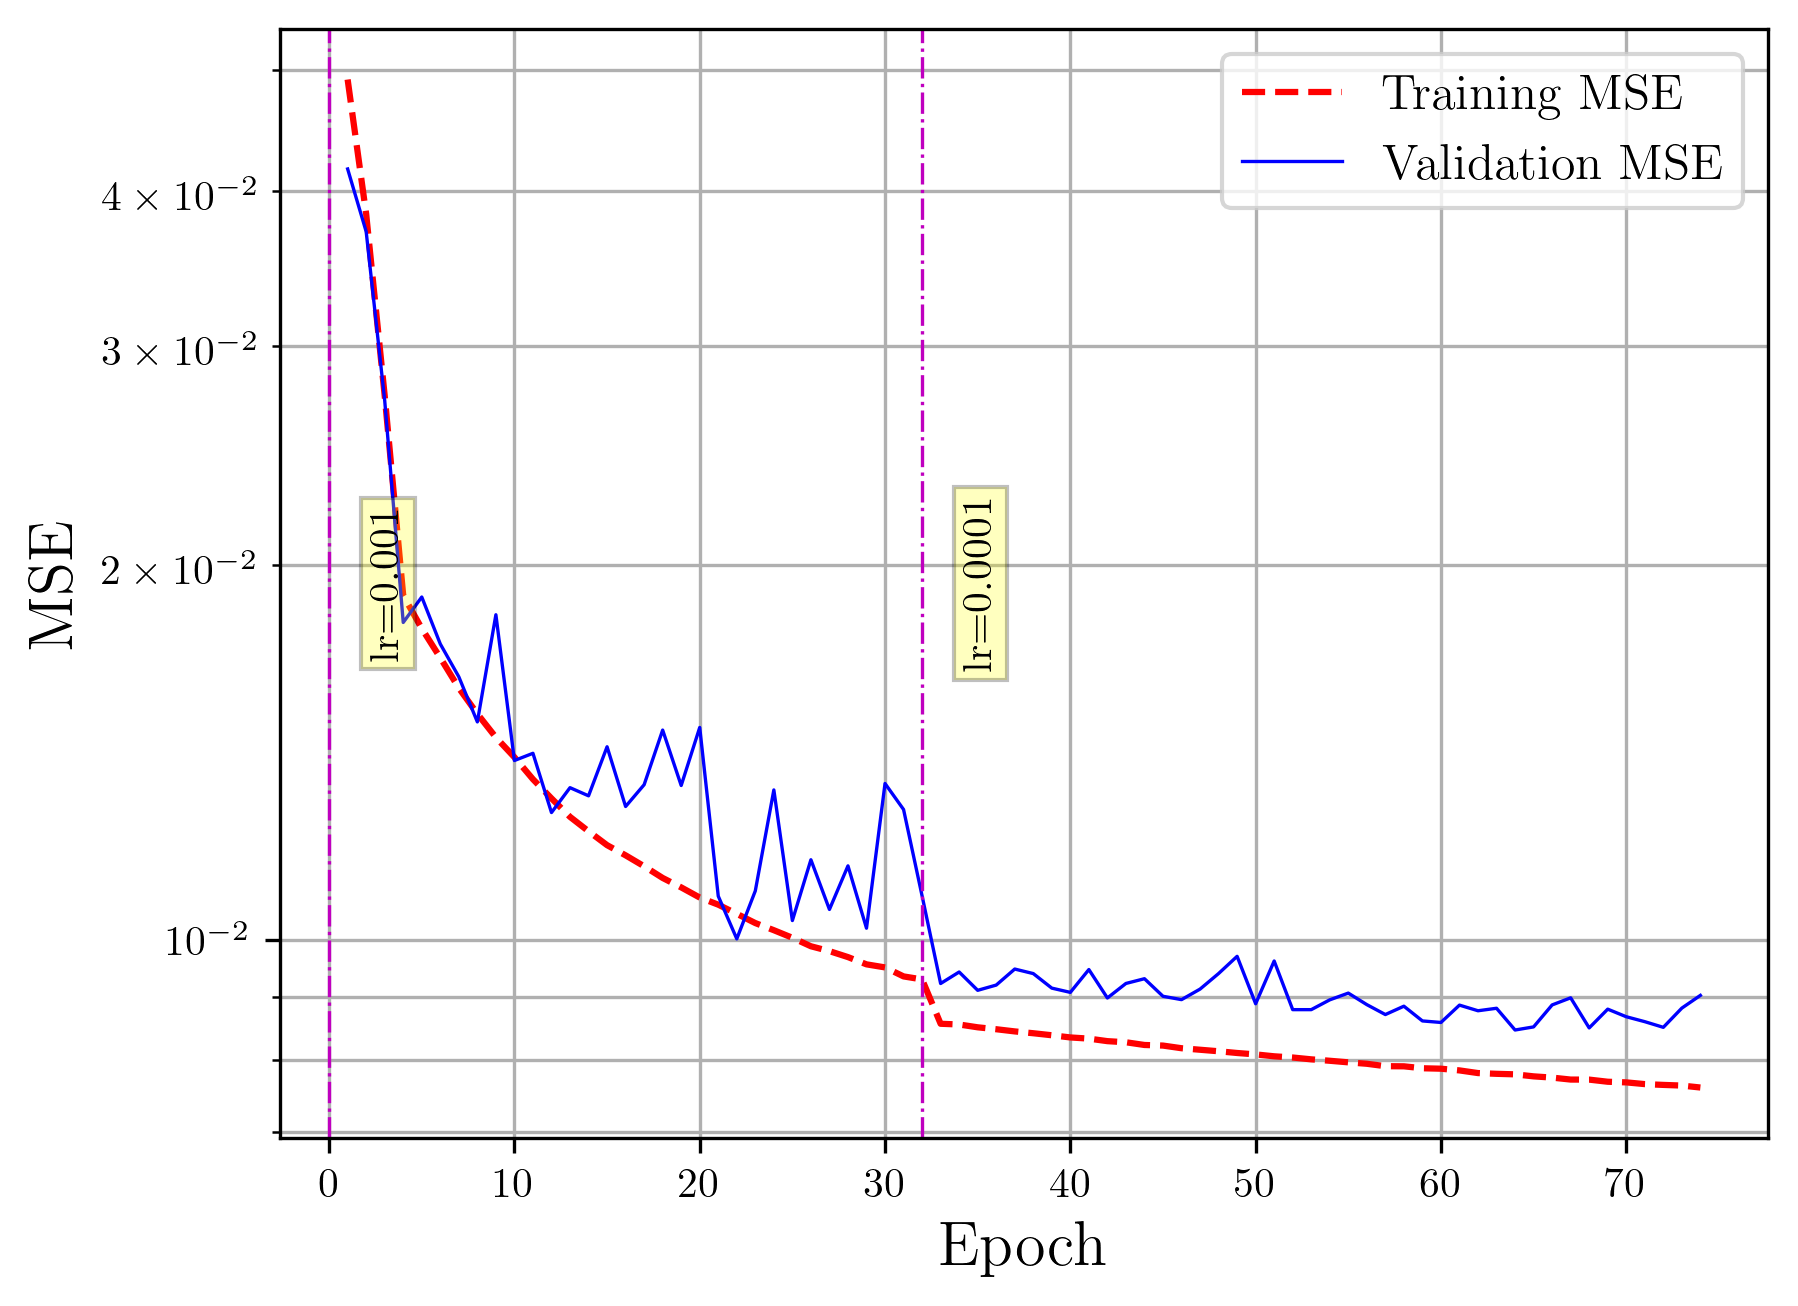 Training MSE
Validation MSE
MSE
4 × 10⁻²
3 × 10⁻²
2 × 10⁻²
10⁻²
lr=0.001
lr=0.0001
0 10 20 30 40 50 60 70
Epoch